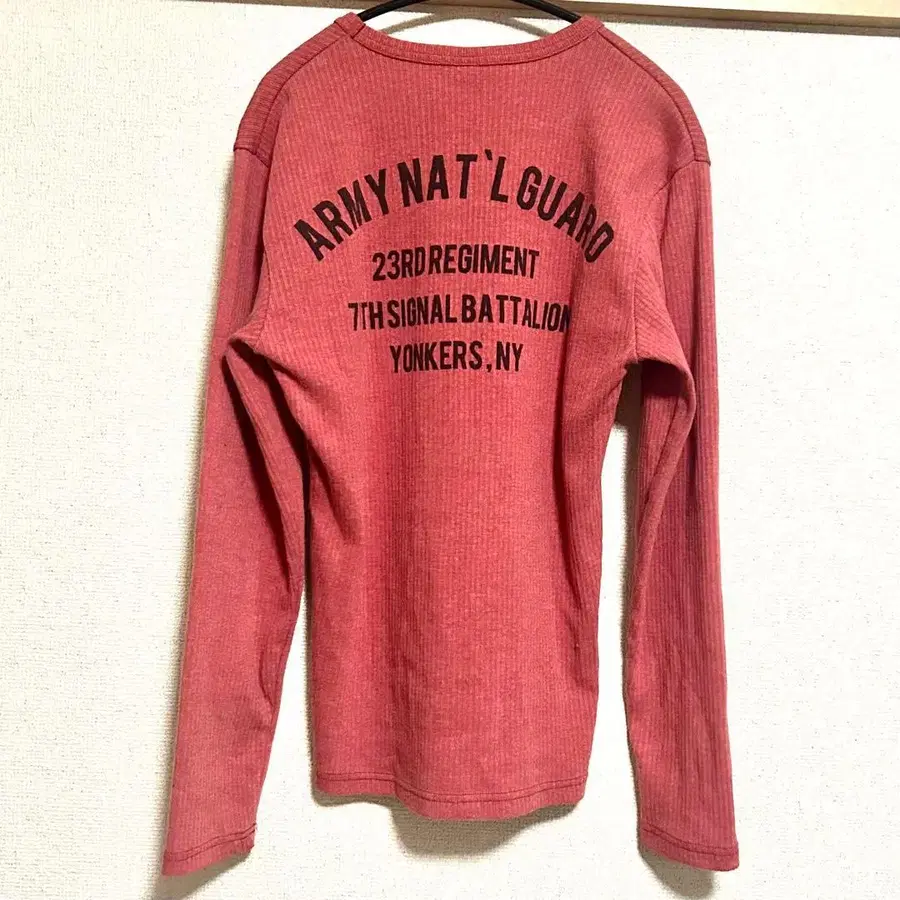 ARMY NAT`L GUARD
23RD REGIMENT
7TH SIGNAL BATTALION
YONKERS, NY